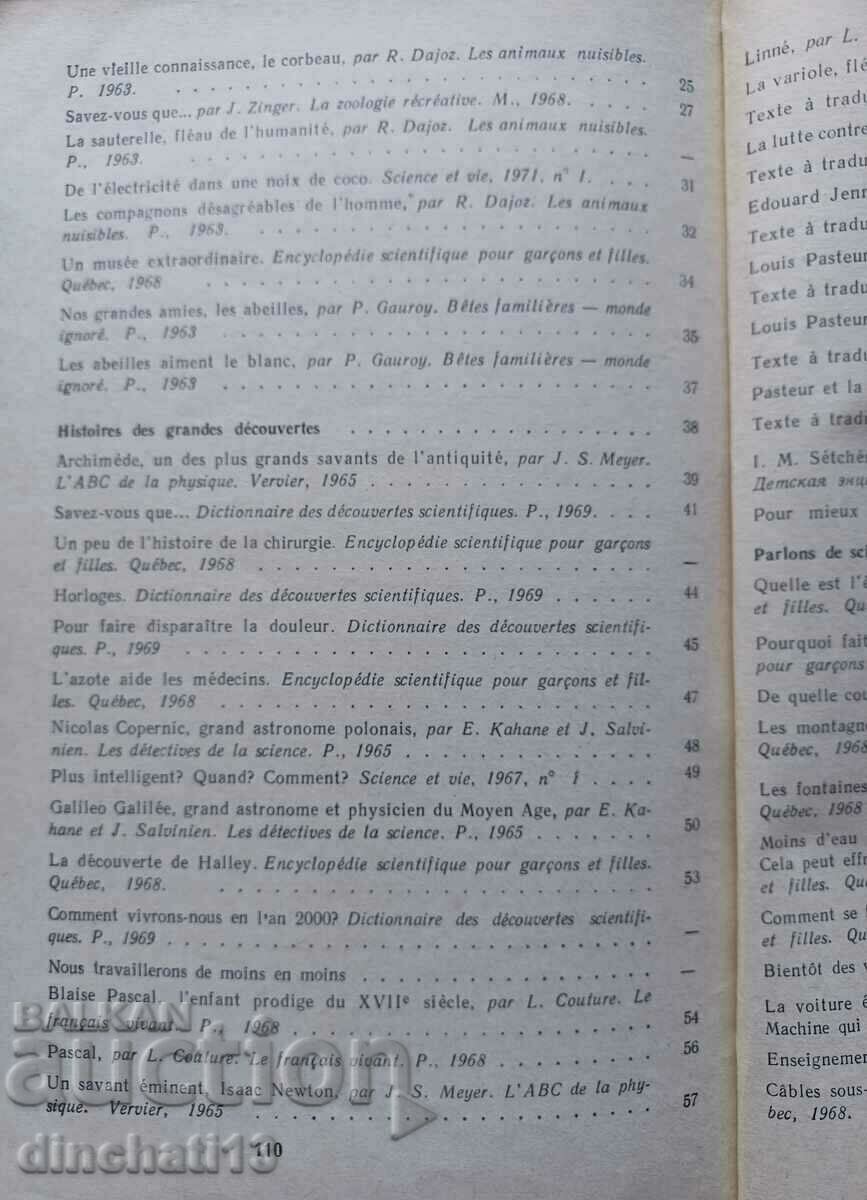 Une vieille connaissance, le corbeau, par R. Dajoz. Les animaux nuisibles.
P. 1963. . . . . . . . . . . . . . . . . . . . 25
Savez-vous que... par J. Zinger. La zoologie récréative. M., 1968. . . . . 27
La sauterelle, fléau de l'humanité, par R. Dajoz. Les animaux nuisibles.
P., 1963. . . . . . . . . . . . . . . . . . . . —
De l'électricité dans une noix de coco. Science et vie, 1971, n° 1. . . . 31
Les compagnons désagréables de l'homme, par R. Dajoz. Les animaux
nuisibles. P., 1963. . . . . . . . . . . . . . . . 32
Un musée extraordinaire. Encyclopédie scientifique pour garçons et filles.
Québec, 1968 . . . . . . . . . . . . . . . . . . 34
Nos grandes amies, les abeilles, par P. Gauroy. Bêtes familières — monde
ignoré. P., 1963 . . . . . . . . . . . . . . . . . 35
Les abeilles aiment le blanc, par P. Gauroy. Bêtes familières — monde
ignoré. P., 1963 . . . . . . . . . . . . . . . . . 37
Histoires des grandes découvertes . . . . . . . . . . . . 38
Archimède, un des plus grands savants de l'antiquité, par J. S. Meyer.
L'ABC de la physique. Vervier, 1965 . . . . . . . . . . . 39
Savez-vous que... Dictionnaire des découvertes scientifiques. P., 1969. . . . 41
Un peu de l'histoire de la chirurgie. Encyclopédie scientifique pour garçons
et filles. Québec, 1968 . . . . . . . . . . . . . . . —
Horloges. Dictionnaire des découvertes scientifiques. P., 1969 . . . . . . 44
Pour faire disparaître la douleur. Dictionnaire des découvertes scientifi-
ques. P., 1969 . . . . . . . . . . . . . . . . . . 45
L'azote aide les médecins. Encyclopédie scientifique pour garçons et fil-
les. Québec, 1968 . . . . . . . . . . . . . . . . . 47
Nicolas Copernic, grand astronome polonais, par E. Kahane et J. Salvi-
nien. Les détectives de la science. P., 1965 . . . . . . . . . . 48
Plus intelligent? Quand? Comment? Science et vie, 1967, n° 1 . . . . 49
Galileo Galilée, grand astronome et physicien du Moyen Age, par E. Ka-
hane et J. Salvinien. Les détectives de la science. P., 1965 . . . . . . . 50
La découverte de Halley. Encyclopédie scientifique pour garçons et filles.
Québec, 1968. . . . . . . . . . . . . . . . . . . 53
Comment vivrons-nous en l'an 2000? Dictionnaire des découvertes scientifi-
ques. P., 1969 . . . . . . . . . . . . . . . . . . —
Nous travaillerons de moins en moins . . . . . . . . . . . . —
Blaise Pascal, l'enfant prodige du XVIIe siècle, par L. Couture. Le
français vivant. P., 1968 . . . . . . . . . . . . . . . 54
Pascal, par L. Couture. Le français vivant. P., 1968 . . . . . . . . 56
Un savant éminent, Isaac Newton, par J. S. Meyer. L'ABC de la phy-
sique. Vervier, 1965 . . . . . . . . . . . . . . . . 57
110
Linné, par L.
La variole, flé
Texte à tradu
La lutte contre
Texte à tradu
Edouard Jenn
Texte à tradu
Louis Pasteur
Texte à tradu
Louis Pasteur
Texte à tradu
Pasteur et la
Texte à tradu
I. M. Sétché
Детская энц
Pour mieux
Parlons de sci
Quelle est l'é
et filles. Qu
Pourquoi fait
pour garçons
De quelle cou
Les montagne
Québec, 1968
Les fontaines
Québec, 1968
Moins d'eau
Cela peut effr
et filles. Qué
Comment se
et filles. Qu
Bientôt des v
La voiture é
Machine qui
Enseignemen
Câbles sous-
bec, 1968.
BALKAN
auction
dinchati13